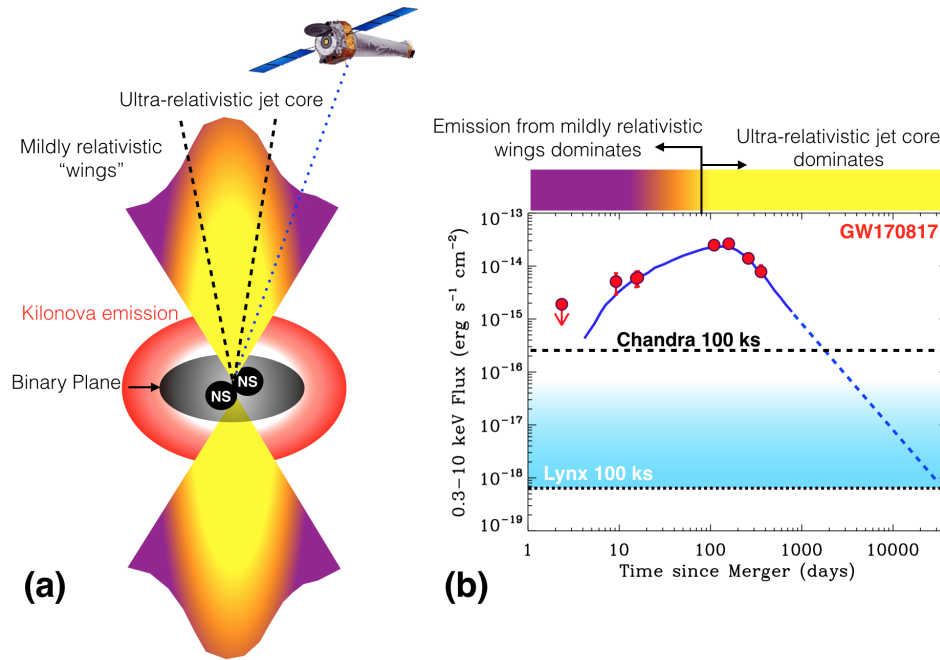 Ultra-relativistic jet core
Mildly relativistic
“wings”
Kilonova emission
Binary Plane
NS
NS
(a)
Emission from mildly relativistic
wings dominates
Ultra-relativistic jet core
dominates
GW170817
0.3−10 keV Flux (erg s⁻¹ cm⁻²)
10⁻¹³
10⁻¹⁴
10⁻¹⁵
10⁻¹⁶
10⁻¹⁷
10⁻¹⁸
10⁻¹⁹
Chandra 100 ks
Lynx 100 ks
1
10
100
1000
10000
Time since Merger (days)
(b)